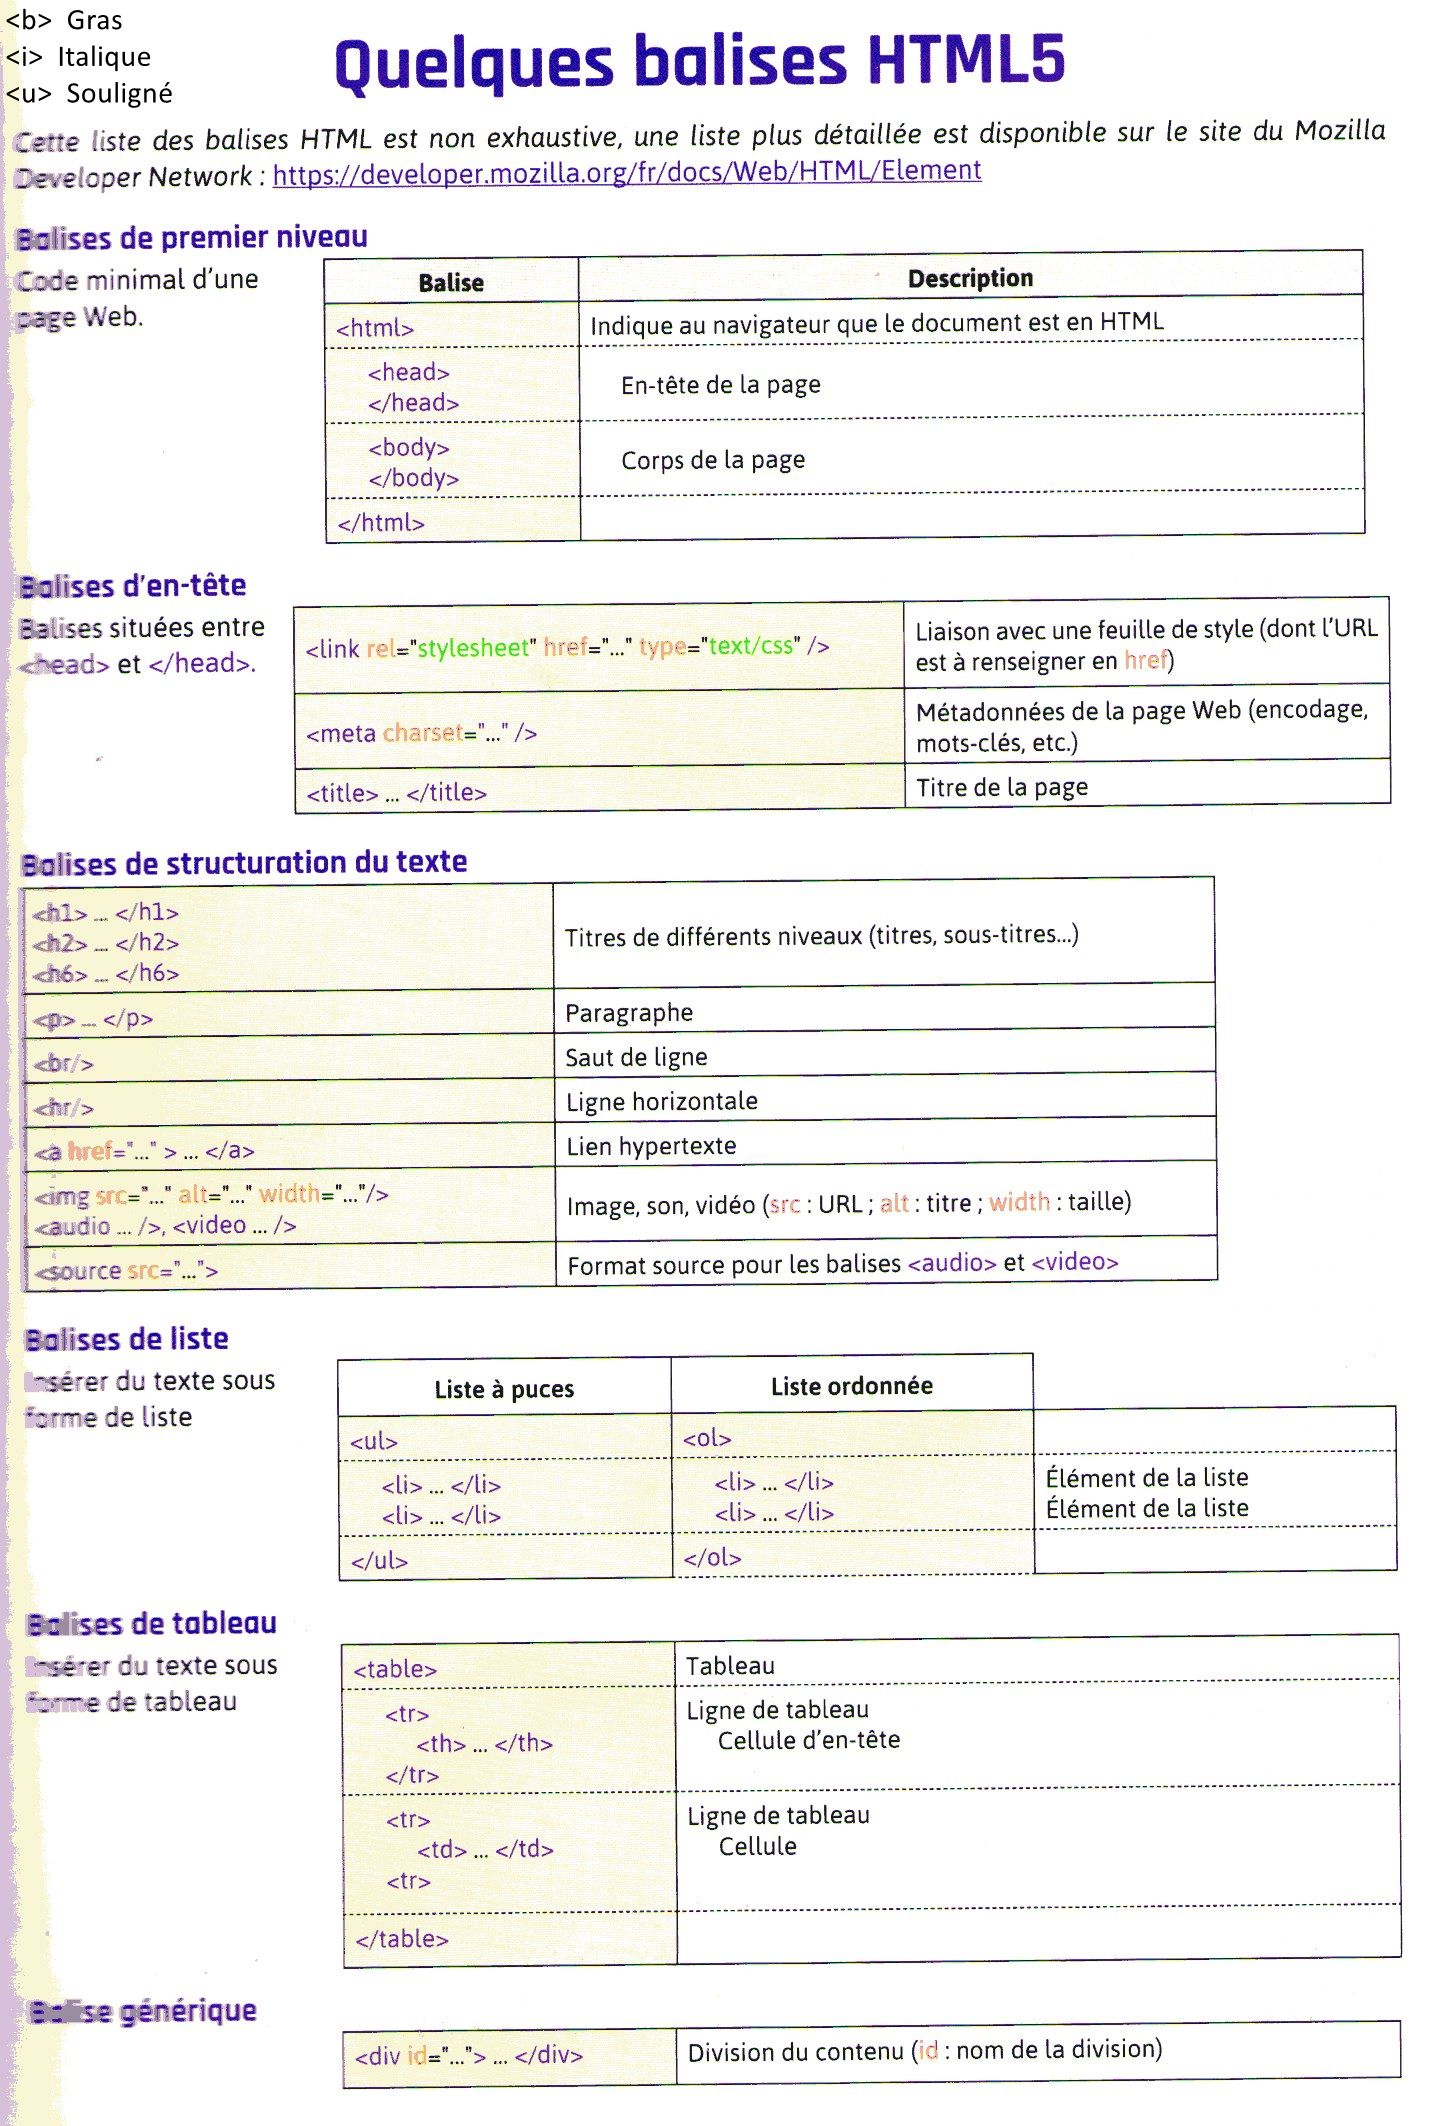 <b> Gras
<i> Italique
<u> Souligné
Quelques balises HTML5
Cette liste des balises HTML est non exhaustive, une liste plus détaillée est disponible sur le site du Mozilla
Developer Network : https://developer.mozilla.org/fr/docs/Web/HTML/Element
Balises de premier niveau
Code minimal d'une
page Web.
Balise Description
<html> Indique au navigateur que le document est en HTML
<head>
</head>
En-tête de la page
<body>
</body>
Corps de la page
</html>
Balises d'en-tête
Balises situées entre
<head> et </head>.
<link rel="stylesheet" href="..." type="text/css" />
Liaison avec une feuille de style (dont l'URL
est à renseigner en href)
<meta charset="..." />
Métadonnées de la page Web (encodage,
mots-clés, etc.)
<title> ... </title> Titre de la page
Balises de structuration du texte
<h1> ... </h1>
<h2> ... </h2>
<h6> ... </h6>
Titres de différents niveaux (titres, sous-titres...)
<p> ... </p> Paragraphe
<br/> Saut de ligne
<hr/> Ligne horizontale
<a href="..." > ... </a> Lien hypertexte
<img src="..." alt="..." width="..."/>
<audio ... />, <video ... />
Image, son, vidéo (src : URL ; alt : titre ; width : taille)
<source src="..."> Format source pour les balises <audio> et <video>
Balises de liste
Insérer du texte sous
forme de liste
Liste à puces Liste ordonnée
<ul> <ol>
<li> ... </li> <li> ... </li> Élément de la liste
<li> ... </li> <li> ... </li> Élément de la liste
</ul> </ol>
Balises de tableau
Insérer du texte sous
forme de tableau
<table> Tableau
<tr> Ligne de tableau
<th> ... </th> Cellule d'en-tête
</tr>
<tr> Ligne de tableau
<td> ... </td> Cellule
<tr>
</table>
Balise générique
<div id="..."> ... </div> Division du contenu (id : nom de la division)